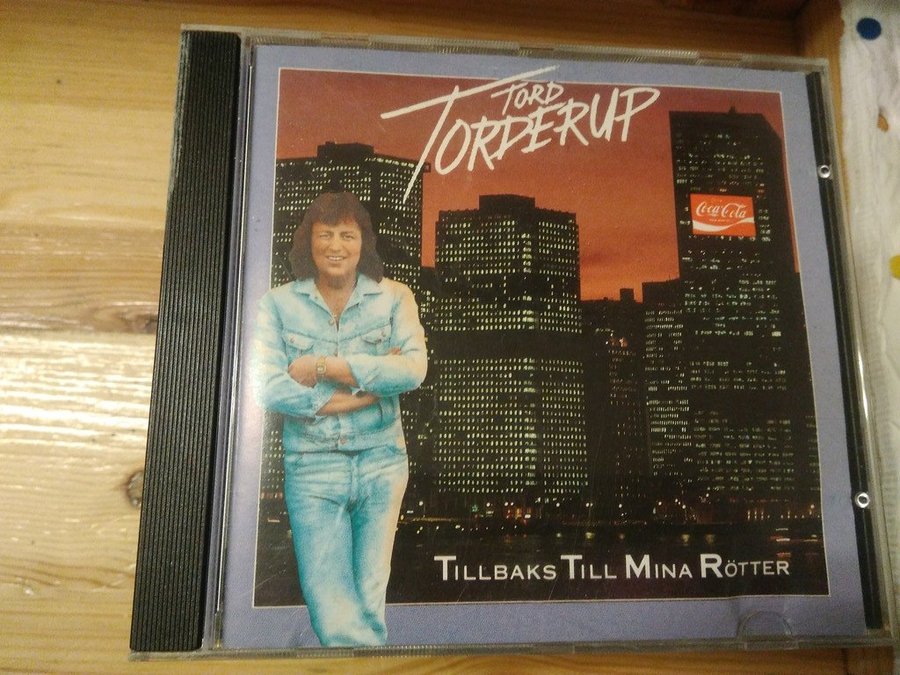 TORD
TORDERUP
Coca-Cola
TILLBAKS TILL MINA RÖTTER